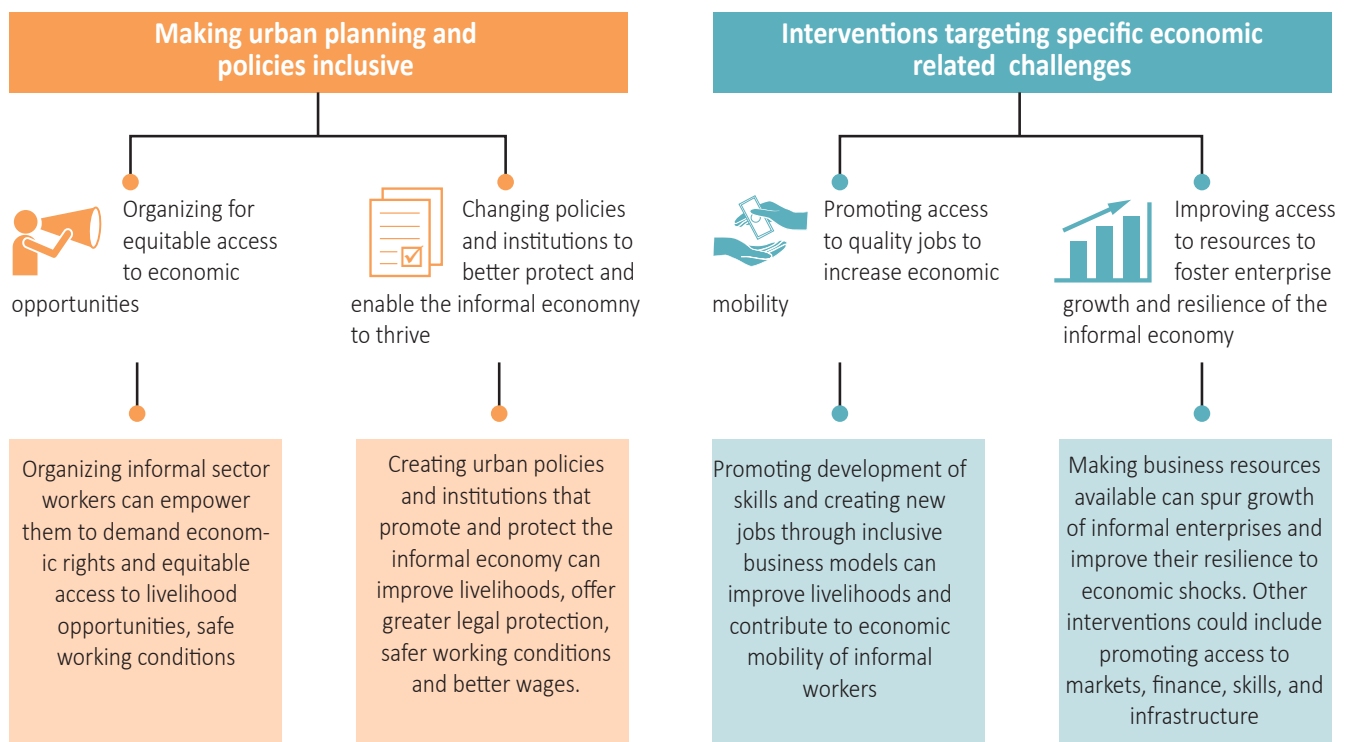 Making urban planning and
policies inclusive
Organizing for
equitable access
to economic
opportunities
Changing policies
and institutions to
better protect and
enable the informal economny
to thrive
Organizing informal sector
workers can empower
them to demand econom-
ic rights and equitable
access to livelihood
opportunities, safe
working conditions
Creating urban policies
and institutions that
promote and protect the
informal economy can
improve livelihoods, offer
greater legal protection,
safer working conditions
and better wages.
Interventions targeting specific economic
related challenges
Promoting access
to quality jobs to
increase economic
mobility
Improving access
to resources to
foster enterprise
growth and resilience of the
informal economy
Promoting development of
skills and creating new
jobs through inclusive
business models can
improve livelihoods and
contribute to economic
mobility of informal
workers
Making business resources
available can spur growth
of informal enterprises and
improve their resilience to
economic shocks. Other
interventions could include
promoting access to
markets, finance, skills, and
infrastructure